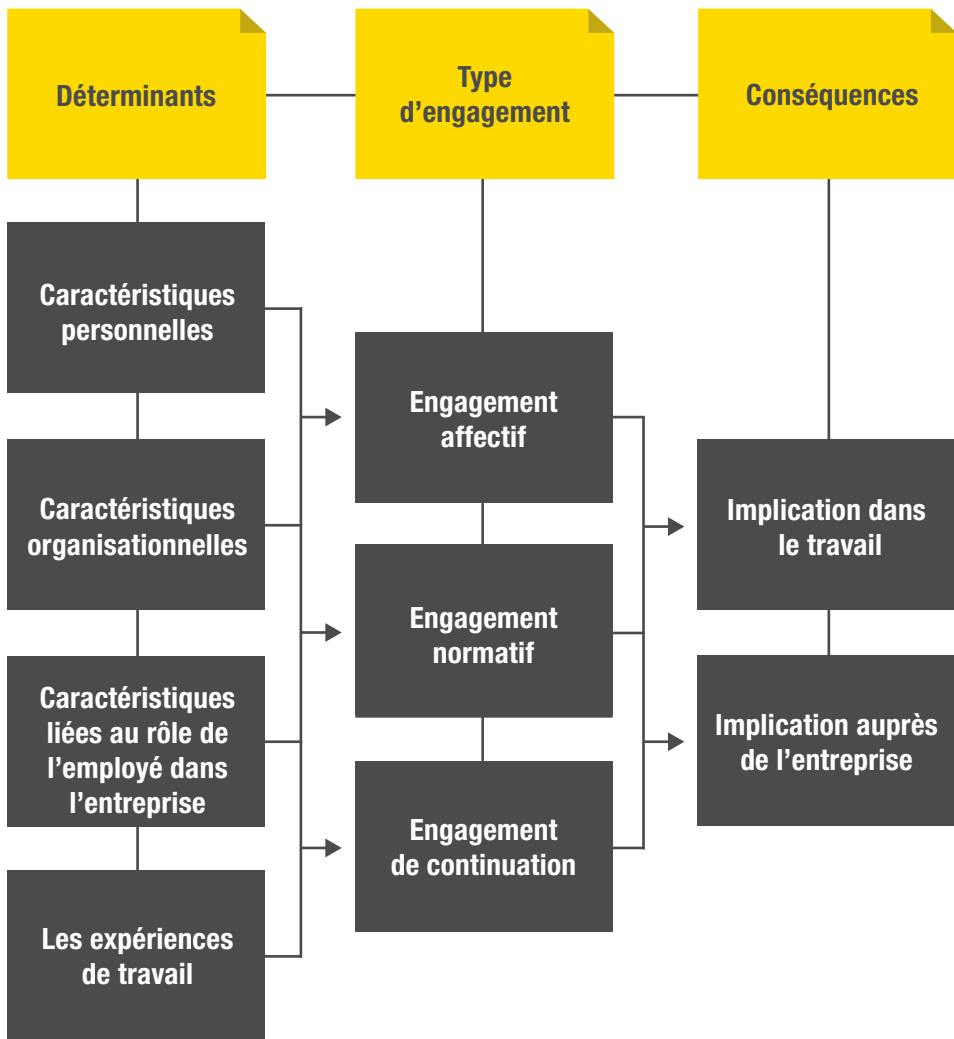 Déterminants
Type
d'engagement
Conséquences
Caractéristiques
personnelles
Caractéristiques
organisationnelles
Caractéristiques
liées au rôle de
l'employé dans
l'entreprise
Les expériences
de travail
Engagement
affectif
Engagement
normatif
Engagement
de continuation
Implication dans
le travail
Implication auprès
de l'entreprise